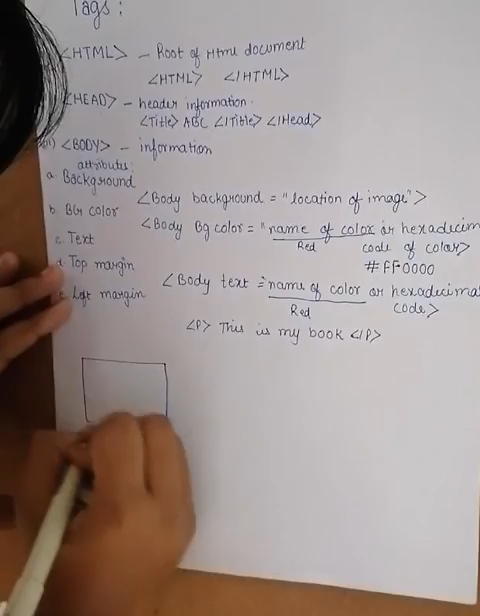 Tags :
<HTML> - Root of Html document
<HTML> </HTML>
<HEAD> - header information.
<Title> ABC </Title> </Head>
<BODY> - information
attributes:
a. Background
<Body background = "location of image">
b. BG color
<Body Bg color = "name of color or hexadecim
Red code of color>
c. Text
#FF0000
d. Top margin
<Body text = name of color or hexadecima
e. Left margin
Red code>
<P> This is my book </P>